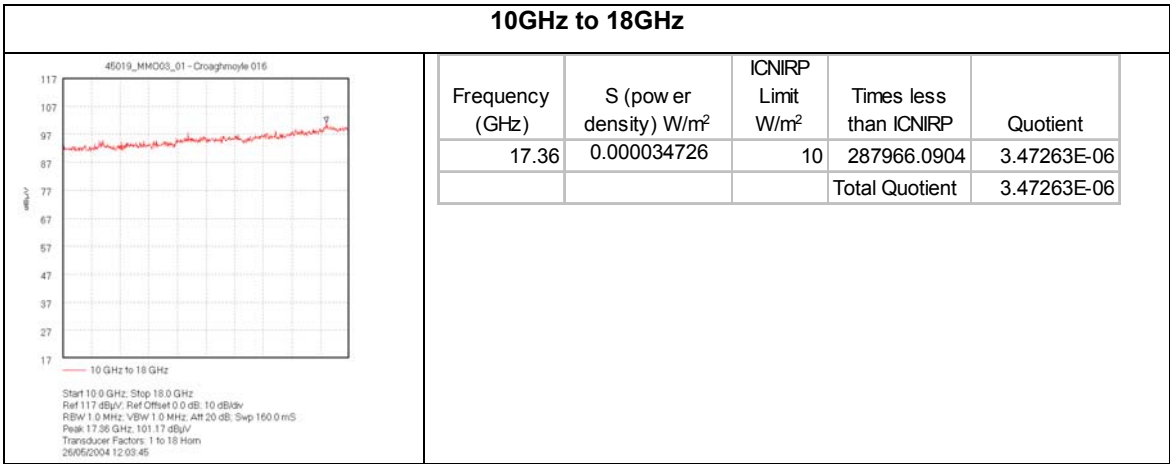 10GHz to 18GHz
45019_MMO03_01 - Croaghmoyle 016
117
107
97
87
77
67
57
47
37
27
17
dBµV
10 GHz to 18 GHz
Start 10.0 GHz; Stop 18.0 GHz
Ref 117 dBµV; Ref Offset 0.0 dB; 10 dB/div
RBW 1.0 MHz; VBW 1.0 MHz; Att 20 dB; Swp 160.0 mS
Peak 17.36 GHz, 101.17 dBµV
Transducer Factors: 1 to 18 Horn
26/05/2004 12:03:45
Frequency (GHz) S (pow er density) W/m² ICNIRP Limit W/m² Times less than ICNIRP Quotient
17.36 0.000034726 10 287966.0904 3.47263E-06
Total Quotient 3.47263E-06